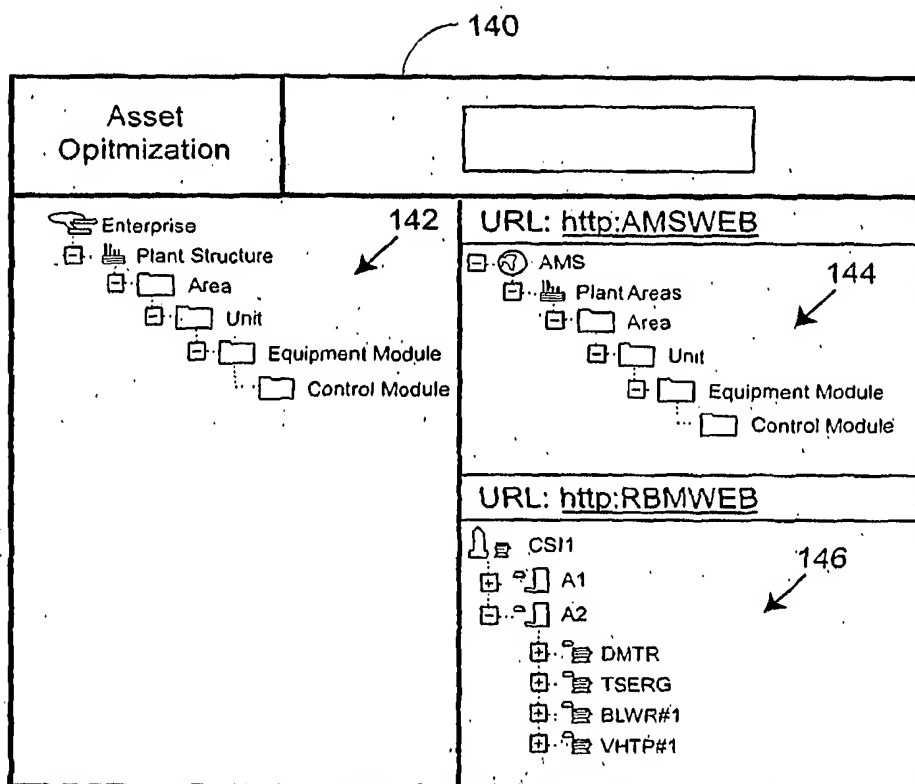 140
Asset
Opitmization
Enterprise
142
Plant Structure
Area
Unit
Equipment Module
Control Module
URL: http:AMSWEB
AMS
144
Plant Areas
Area
Unit
Equipment Module
Control Module
URL: http:RBMWEB
CSI1
146
A1
A2
DMTR
TSERG
BLWR#1
VHTP#1